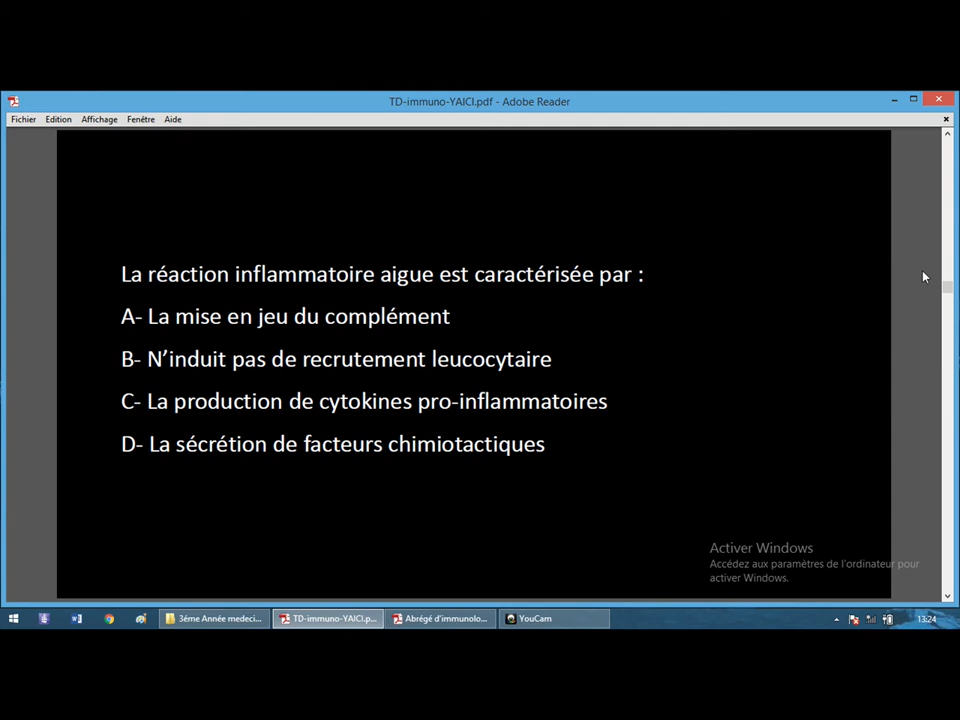 TD-immuno-YAICI.pdf - Adobe Reader
Fichier Edition Affichage Fenêtre Aide
La réaction inflammatoire aigue est caractérisée par :
A- La mise en jeu du complément
B- N’induit pas de recrutement leucocytaire
C- La production de cytokines pro-inflammatoires
D- La sécrétion de facteurs chimiotactiques
Activer Windows
Accédez aux paramètres de l'ordinateur pour
activer Windows.
3éme Année medeci... TD-immuno-YAICI.p... Abrégé d'immunolo... YouCam 13:24